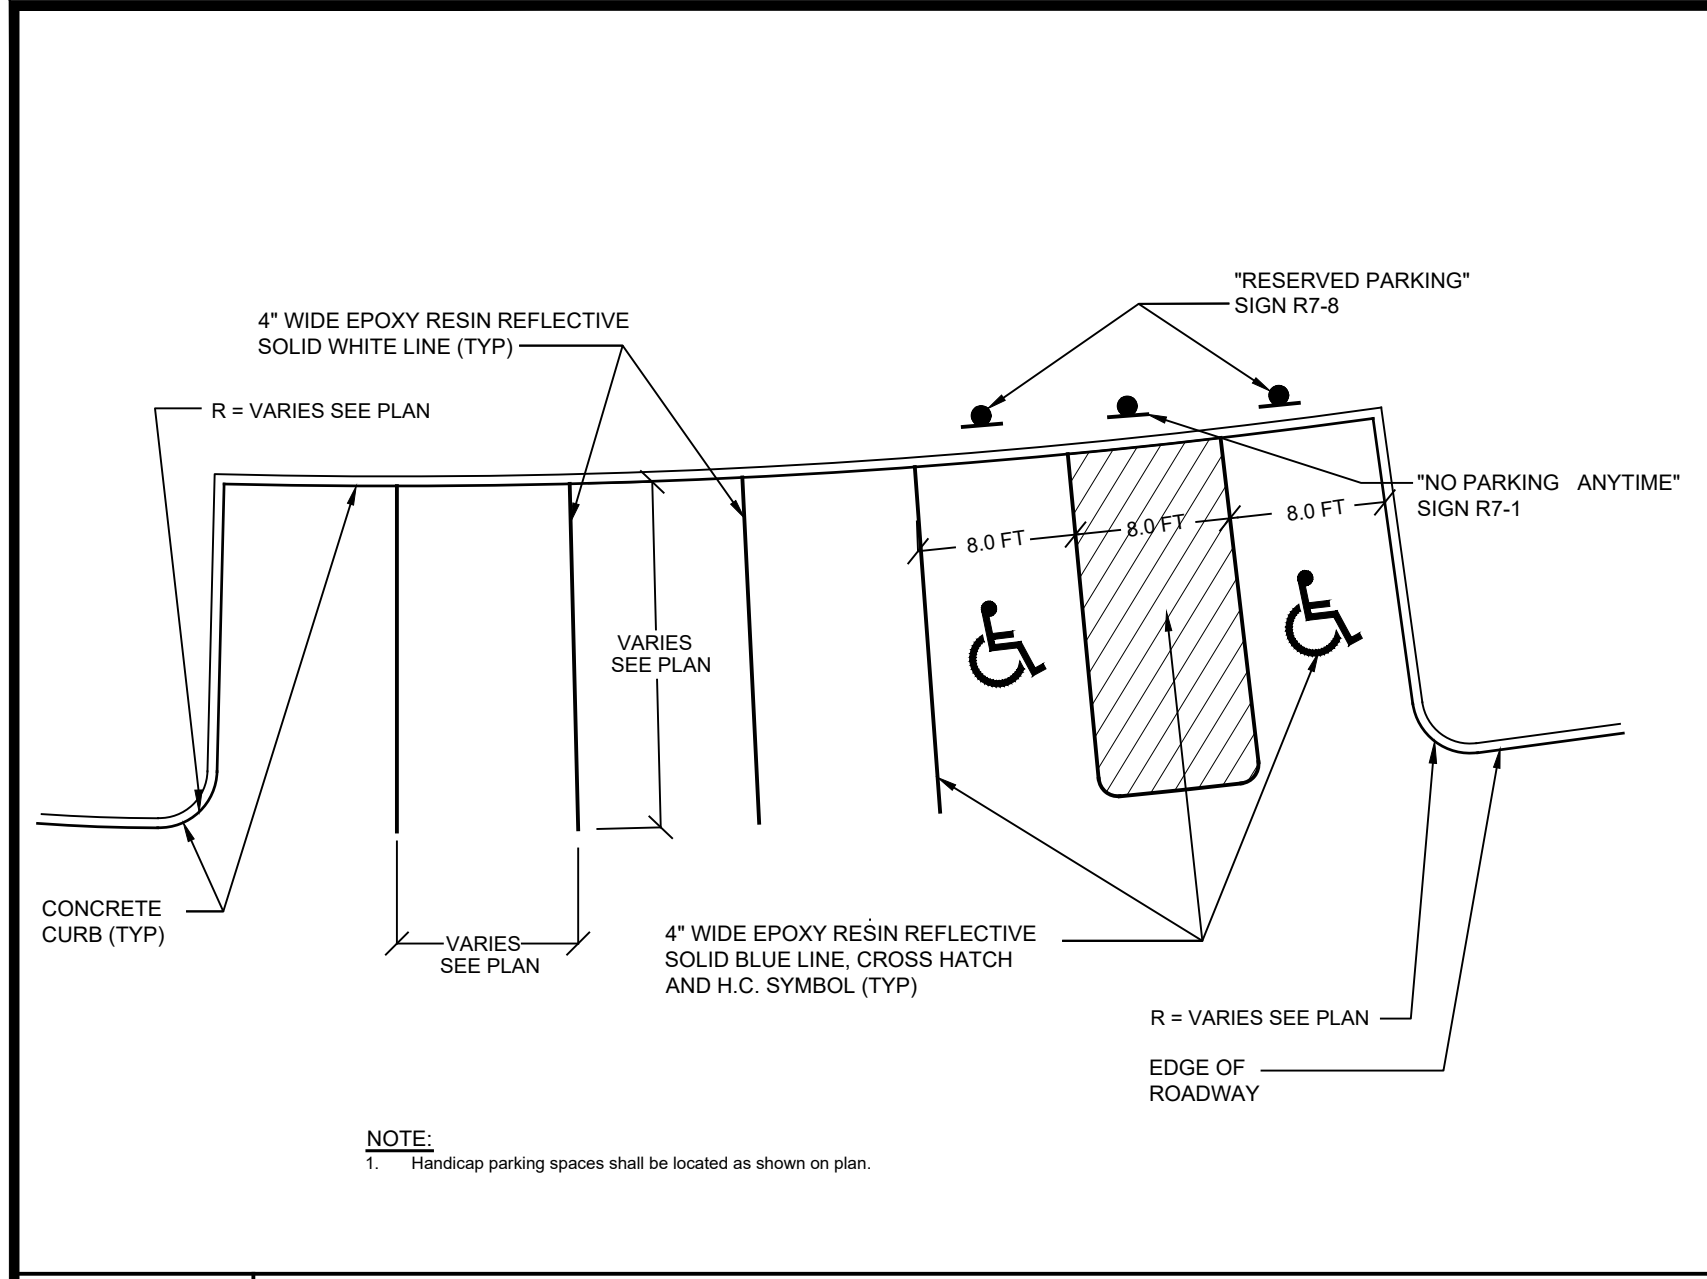 "RESERVED PARKING"
SIGN R7-8
4" WIDE EPOXY RESIN REFLECTIVE
SOLID WHITE LINE (TYP)
R = VARIES SEE PLAN
"NO PARKING ANYTIME"
SIGN R7-1
8.0 FT
8.0 FT
8.0 FT
VARIES
SEE PLAN
CONCRETE
CURB (TYP)
VARIES
SEE PLAN
4" WIDE EPOXY RESIN REFLECTIVE
SOLID BLUE LINE, CROSS HATCH
AND H.C. SYMBOL (TYP)
R = VARIES SEE PLAN
EDGE OF
ROADWAY
NOTE:
1. Handicap parking spaces shall be located as shown on plan.